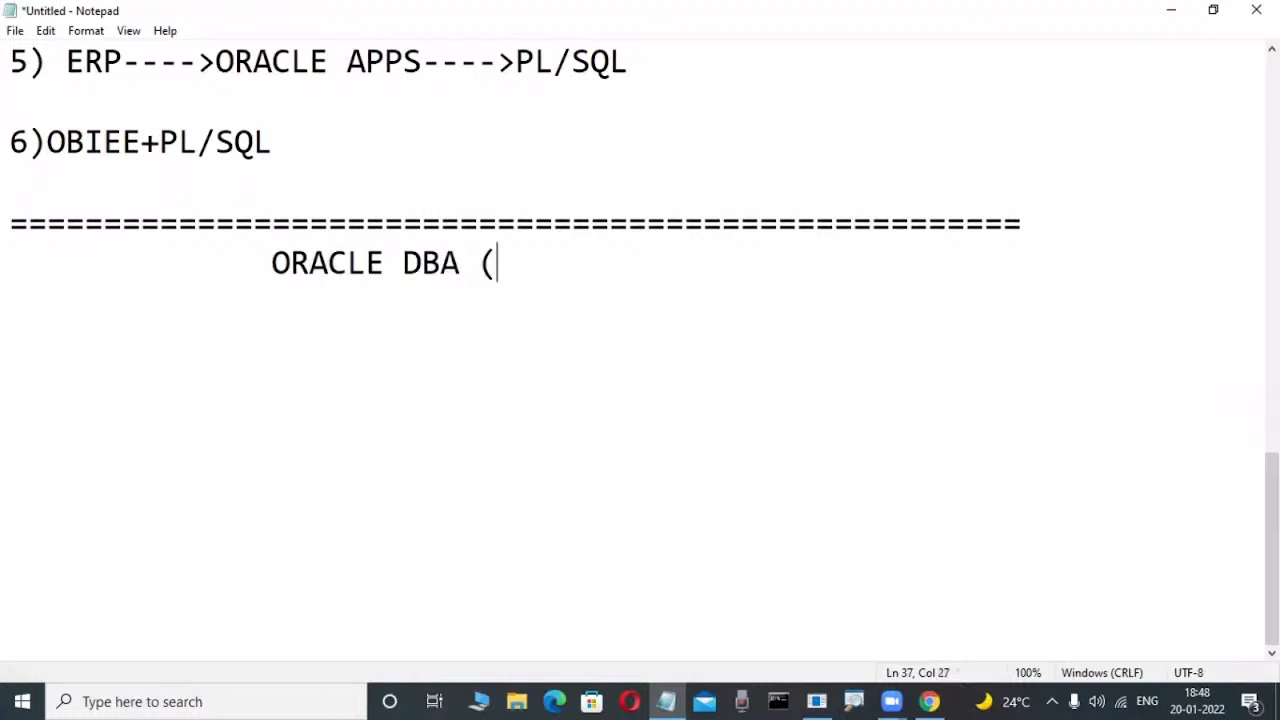 *Untitled - Notepad
File Edit Format View Help
5) ERP---->ORACLE APPS---->PL/SQL
6)OBIEE+PL/SQL
======================================================
ORACLE DBA (
Ln 37, Col 27 100% Windows (CRLF) UTF-8
Type here to search
24°C ENG 18:48
20-01-2022
3